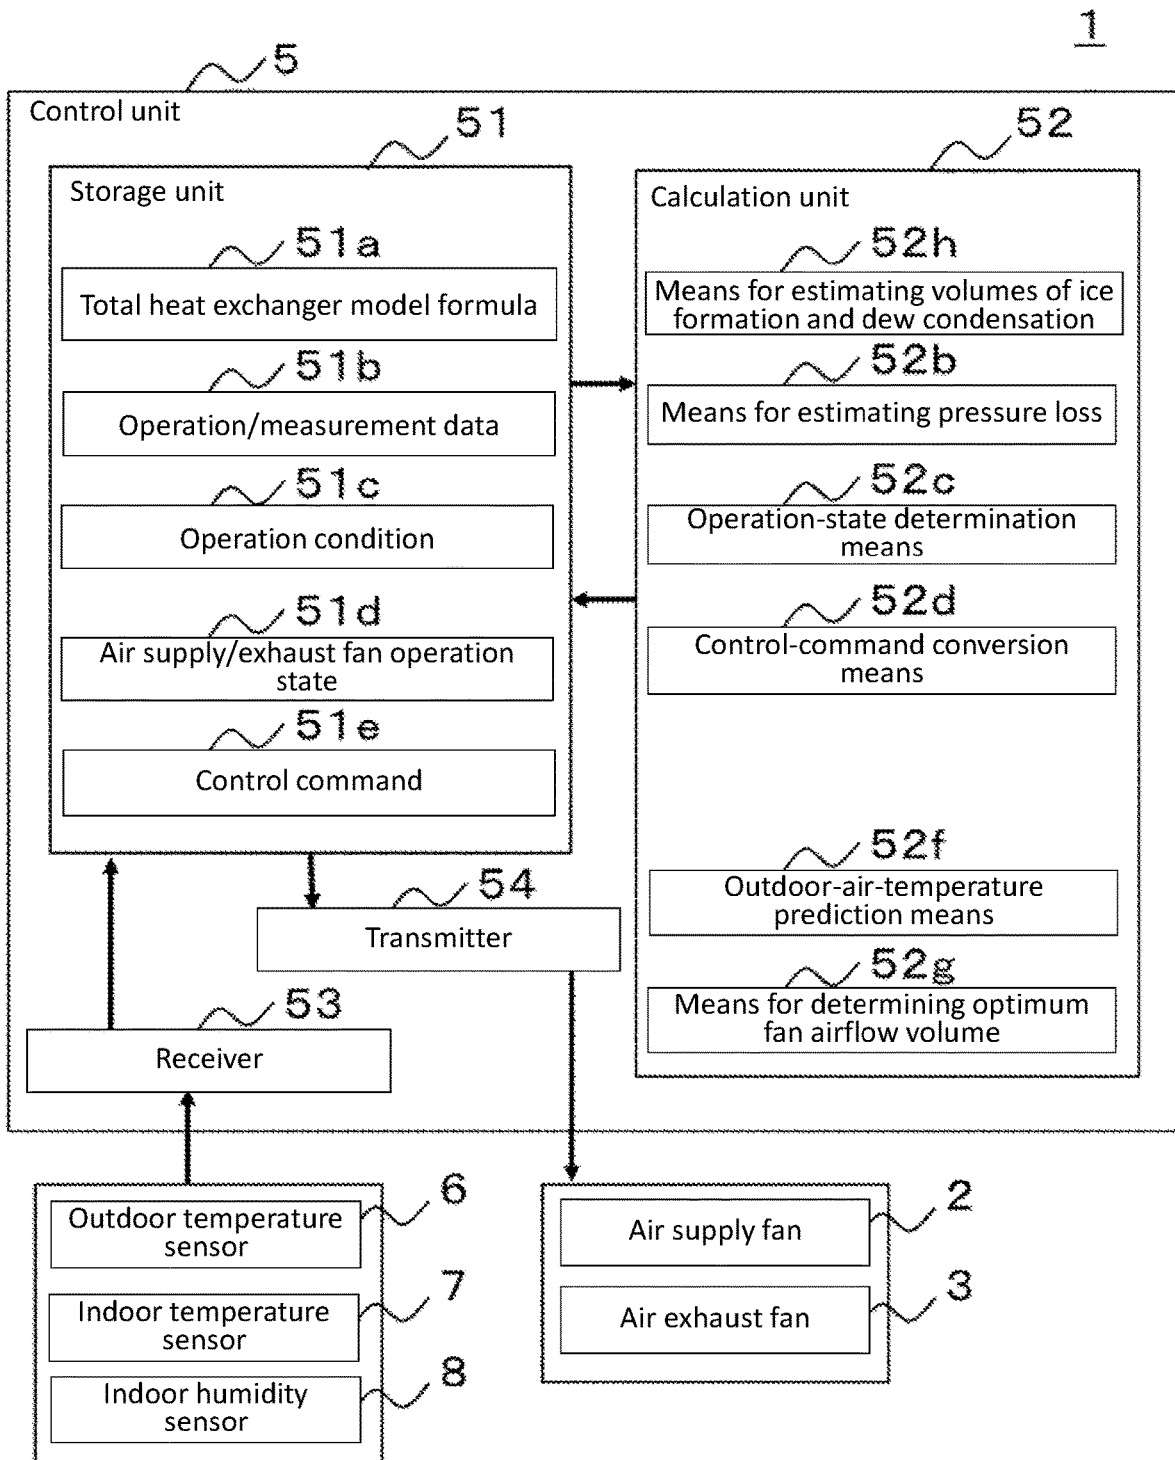 1
5
Control unit
51
Storage unit
51a
Total heat exchanger model formula
51b
Operation/measurement data
51c
Operation condition
51d
Air supply/exhaust fan operation
state
51e
Control command
52
Calculation unit
52h
Means for estimating volumes of ice
formation and dew condensation
52b
Means for estimating pressure loss
52c
Operation-state determination
means
52d
Control-command conversion
means
52f
Outdoor-air-temperature
prediction means
52g
Means for determining optimum
fan airflow volume
54
Transmitter
53
Receiver
6
Outdoor temperature
sensor
7
Indoor temperature
sensor
8
Indoor humidity
sensor
2
Air supply fan
3
Air exhaust fan